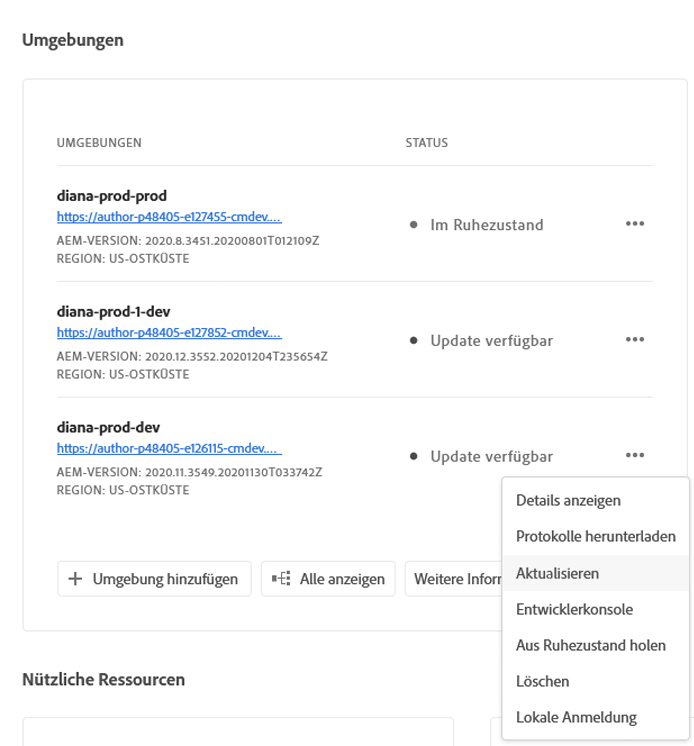 Umgebungen
UMGEBUNGEN
STATUS
diana-prod-prod
https://author-p48405-e127455-cmdev....
AEM-VERSION: 2020.8.3451.20200801T012109Z
REGION: US-OSTKÜSTE
Im Ruhezustand
diana-prod-1-dev
https://author-p48405-e127852-cmdev....
AEM-VERSION: 2020.12.3552.20201204T235654Z
REGION: US-OSTKÜSTE
Update verfügbar
diana-prod-dev
https://author-p48405-e126115-cmdev....
AEM-VERSION: 2020.11.3549.20201130T033742Z
REGION: US-OSTKÜSTE
Update verfügbar
Details anzeigen
Protokolle herunterladen
Aktualisieren
Entwicklerkonsole
Aus Ruhezustand holen
Löschen
Lokale Anmeldung
Umgebung hinzufügen
Alle anzeigen
Weitere
Nützliche Ressourcen